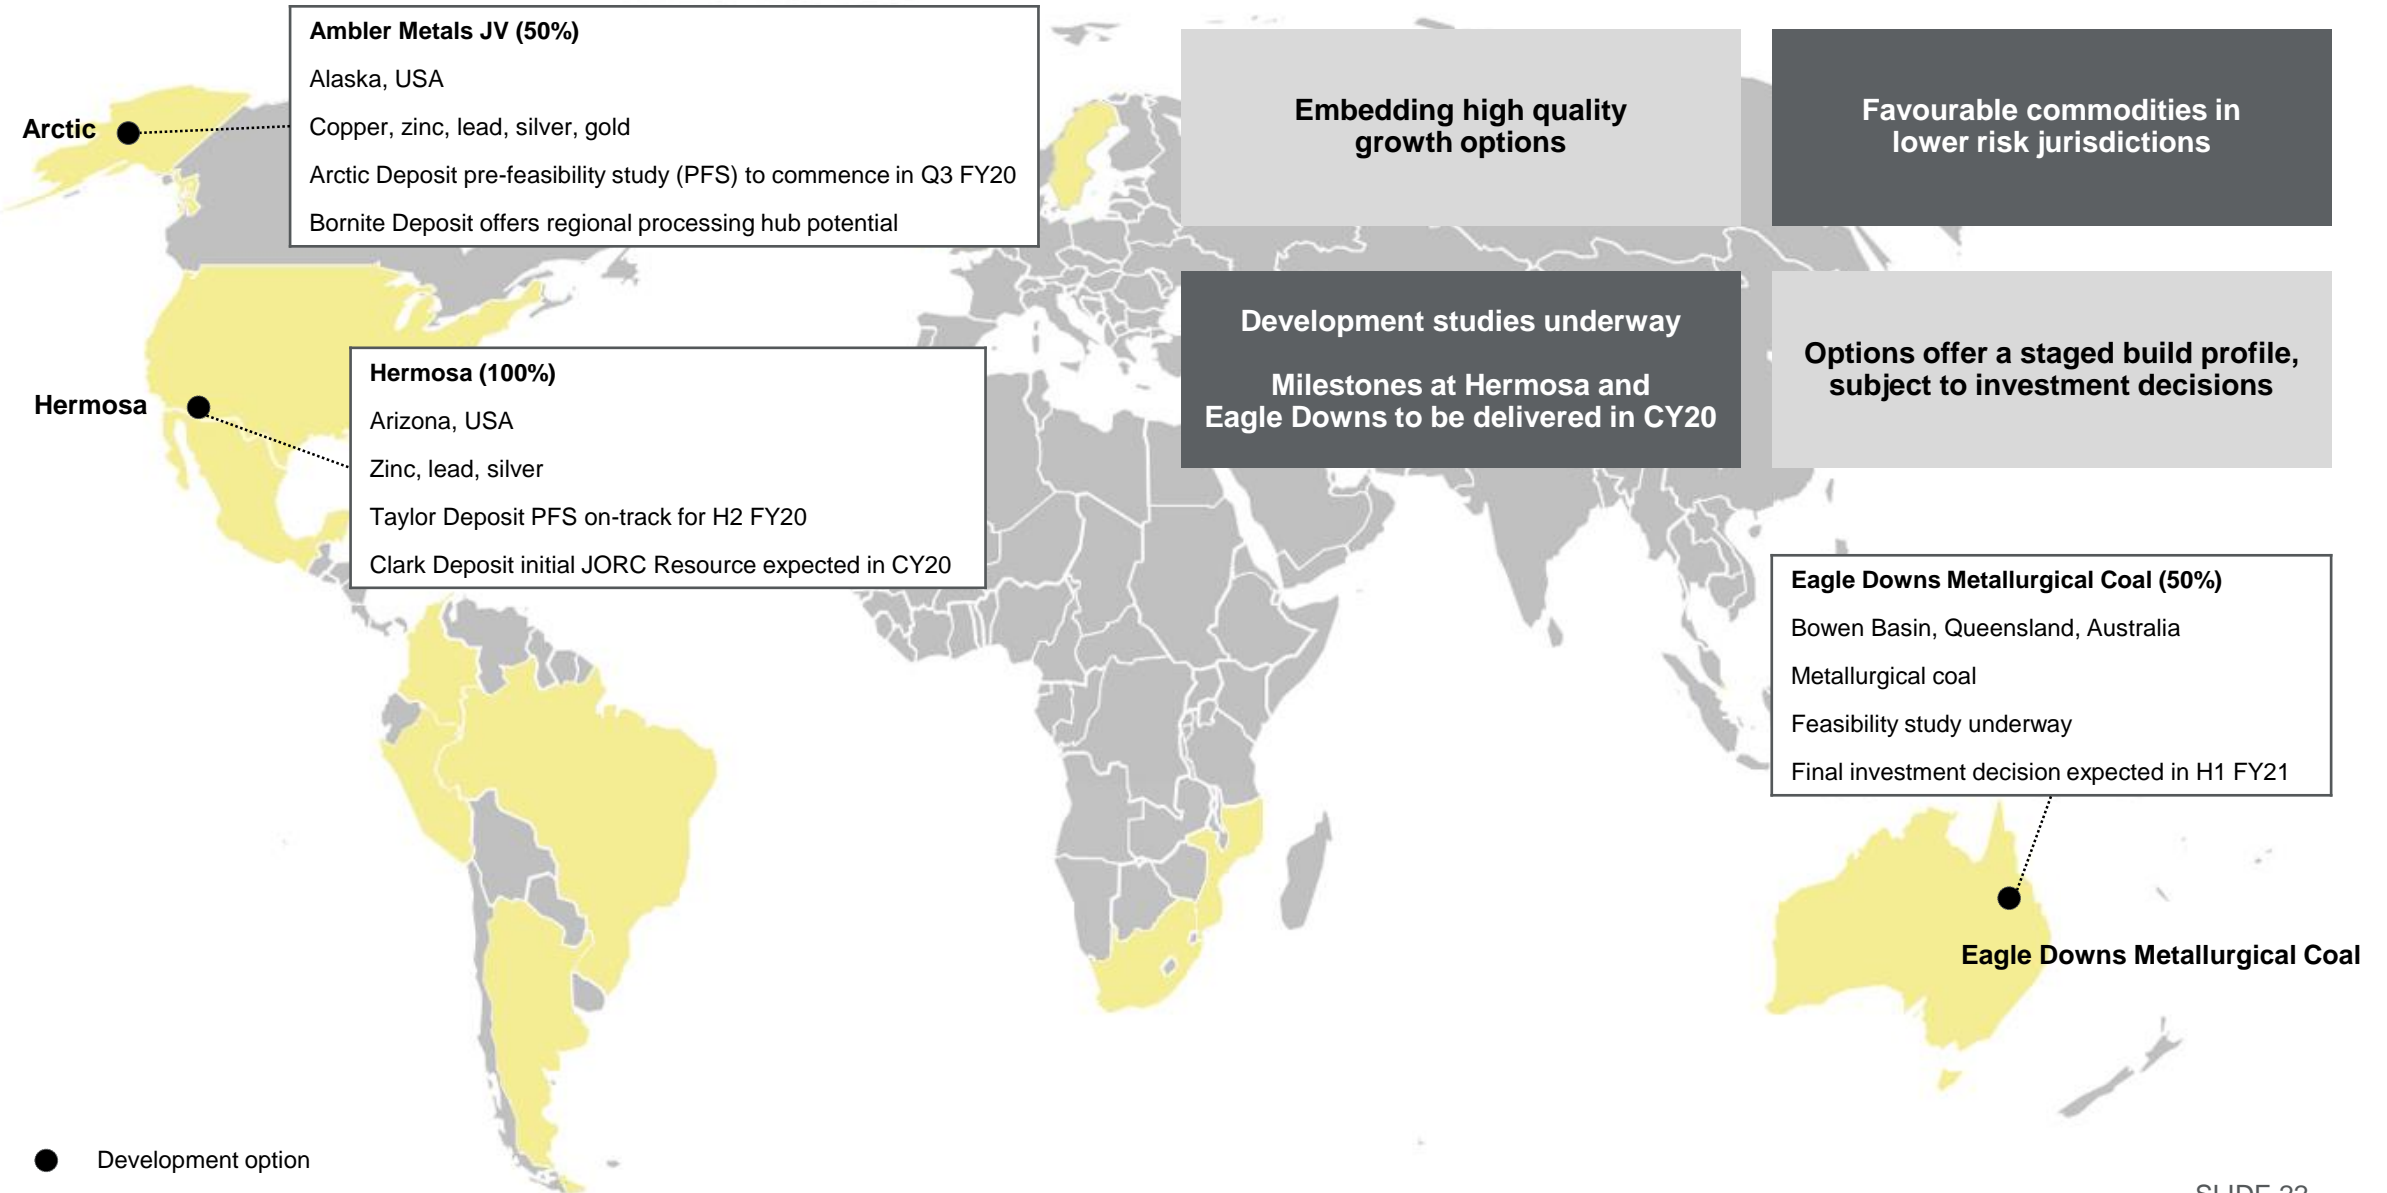 Ambler Metals JV (50%)
Alaska, USA
Copper, zinc, lead, silver, gold
Arctic Deposit pre-feasibility study (PFS) to commence in Q3 FY20
Bornite Deposit offers regional processing hub potential
Arctic
Embedding high quality
growth options
Favourable commodities in
lower risk jurisdictions
Development studies underway
Milestones at Hermosa and
Eagle Downs to be delivered in CY20
Options offer a staged build profile,
subject to investment decisions
Hermosa
Hermosa (100%)
Arizona, USA
Zinc, lead, silver
Taylor Deposit PFS on-track for H2 FY20
Clark Deposit initial JORC Resource expected in CY20
Eagle Downs Metallurgical Coal (50%)
Bowen Basin, Queensland, Australia
Metallurgical coal
Feasibility study underway
Final investment decision expected in H1 FY21
Eagle Downs Metallurgical Coal
Development option
SLIDE